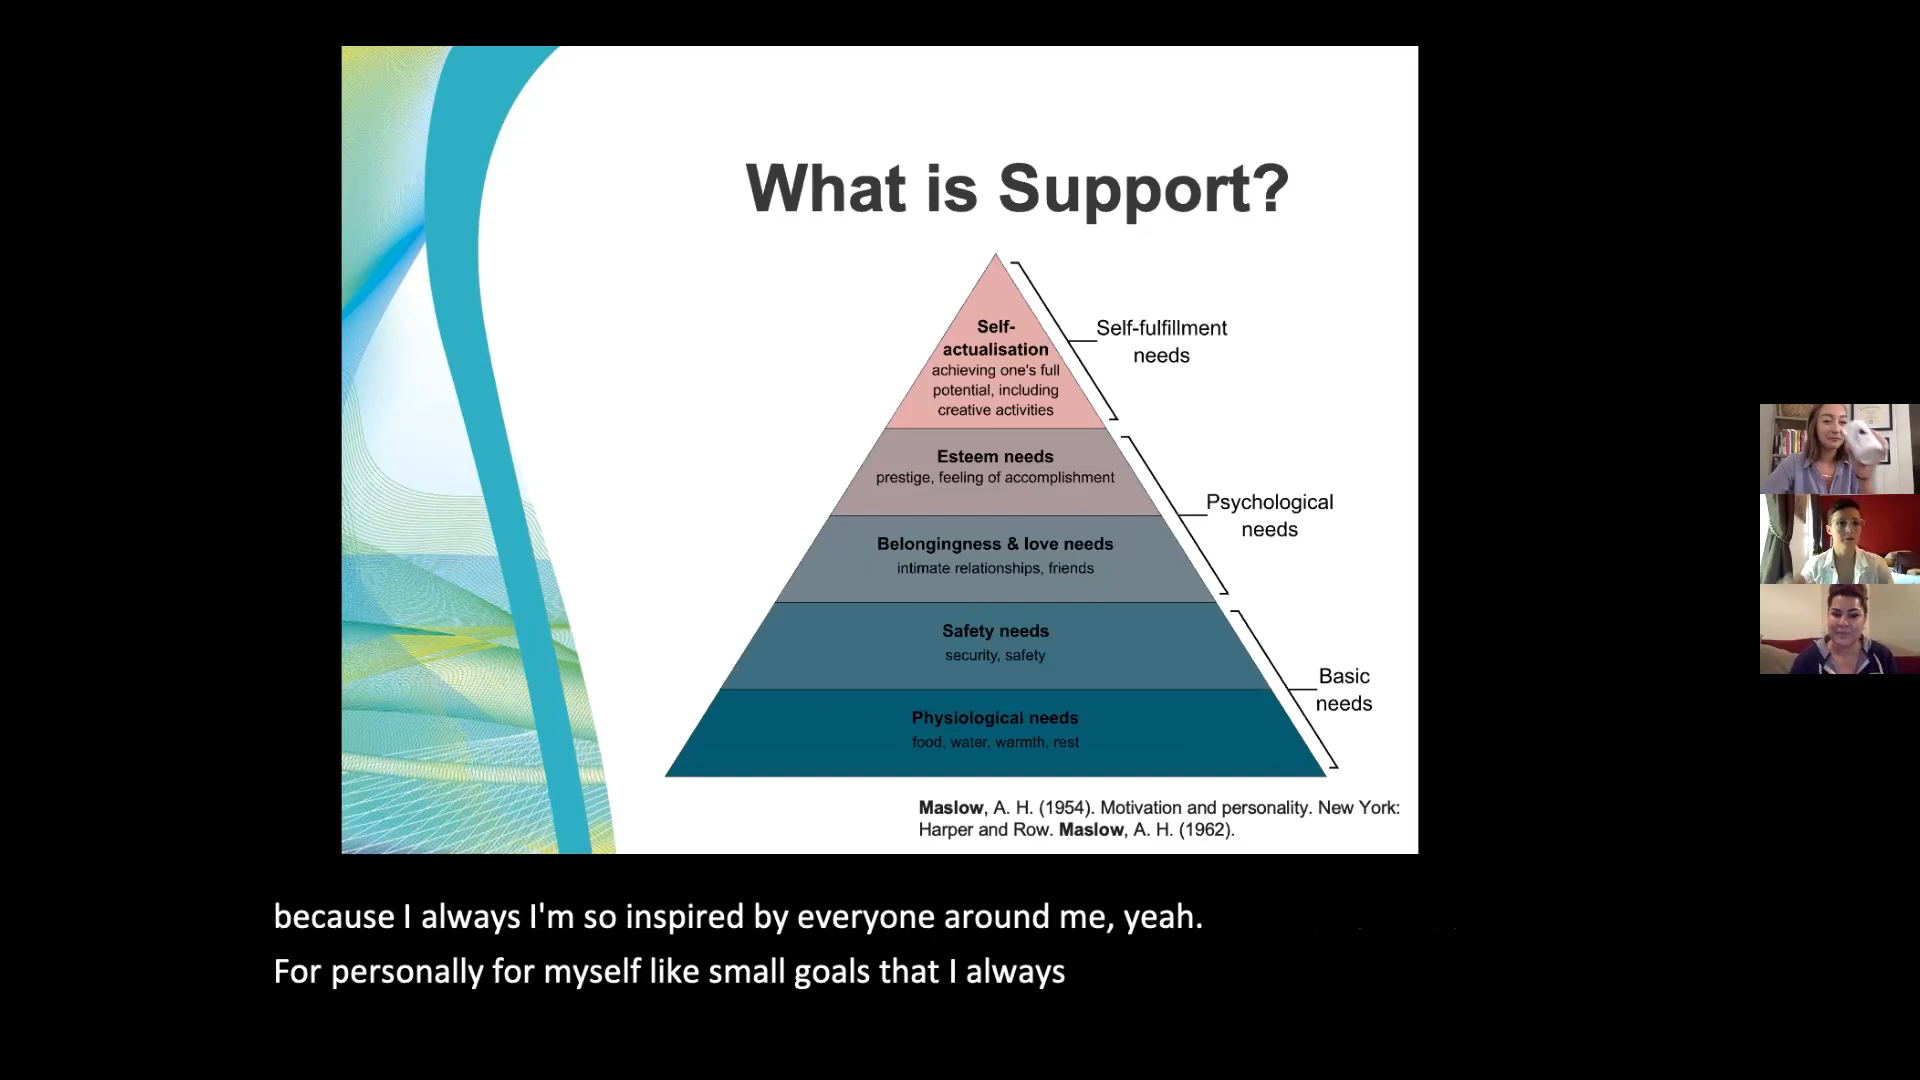 What is Support?
Self-
actualisation
achieving one's full
potential, including
creative activities
Self-fulfillment
needs
Esteem needs
prestige, feeling of accomplishment
Psychological
needs
Belongingness & love needs
intimate relationships, friends
Safety needs
security, safety
Basic
needs
Physiological needs
food, water, warmth, rest
Maslow, A. H. (1954). Motivation and personality. New York:
Harper and Row. Maslow, A. H. (1962).
because I always I'm so inspired by everyone around me, yeah.
For personally for myself like small goals that I always